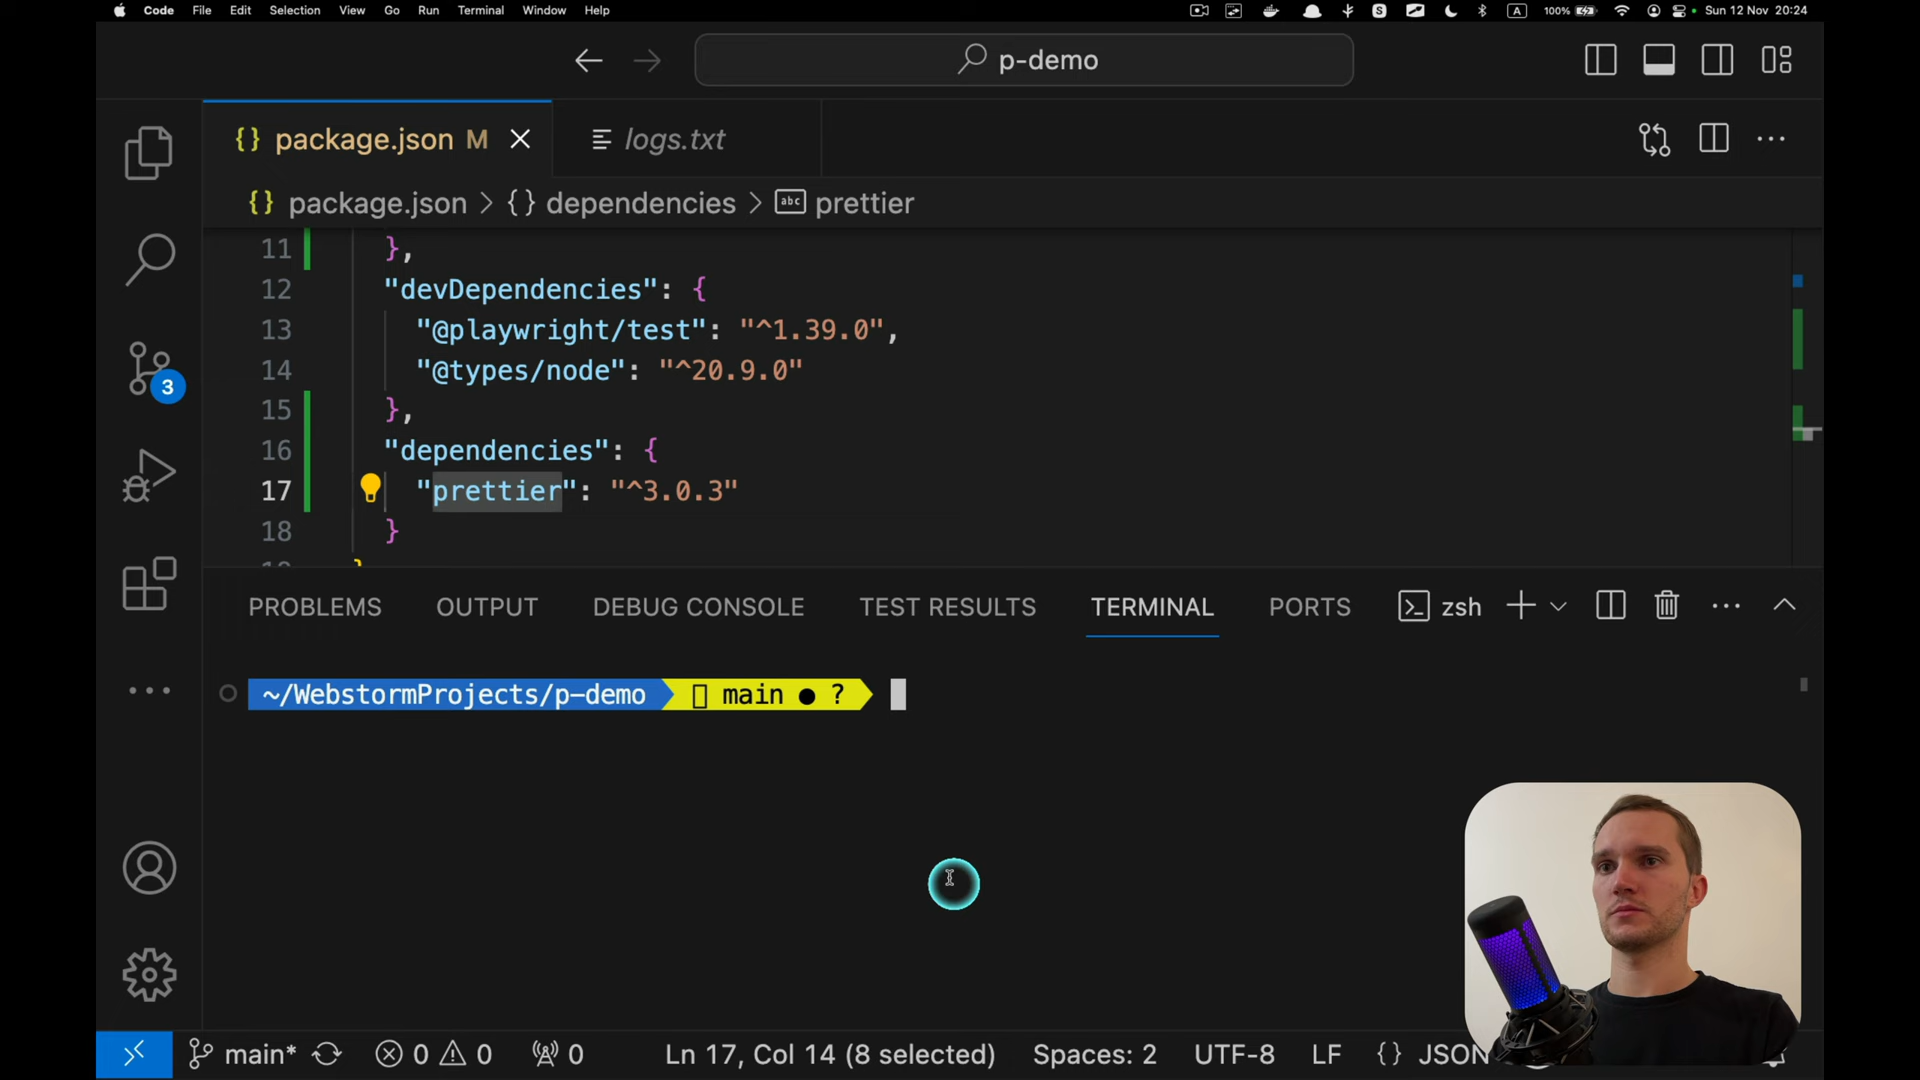 Code File Edit Selection View Go Run Terminal Window Help A 100% Sun 12 Nov 20:24
p-demo
{} package.json M logs.txt
{} package.json > {} dependencies > abc prettier
11 },
12 "devDependencies": {
13 "@playwright/test": "^1.39.0",
14 "@types/node": "^20.9.0"
15 },
16 "dependencies": {
17 "prettier": "^3.0.3"
18 }
3
PROBLEMS OUTPUT DEBUG CONSOLE TEST RESULTS TERMINAL PORTS zsh
~/WebstormProjects/p-demo main ● ?
main* 0 0 0 Ln 17, Col 14 (8 selected) Spaces: 2 UTF-8 LF {} JSON